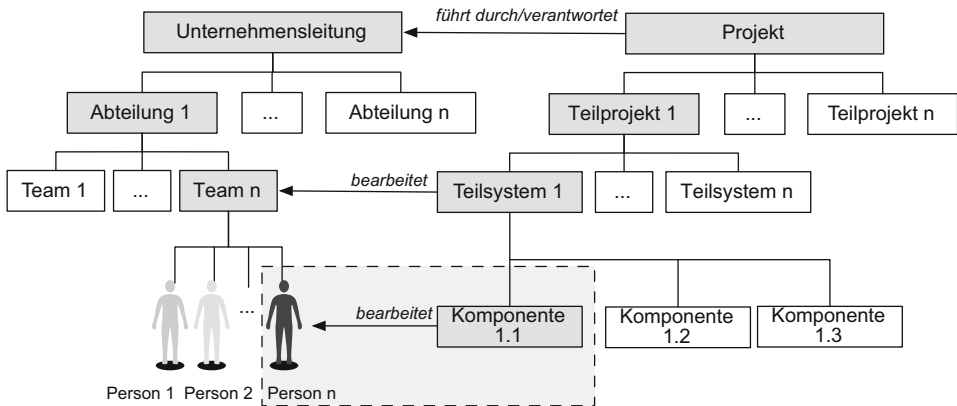 Unternehmensleitung
führt durch/verantwortet
Projekt
Abteilung 1
...
Abteilung n
Teilprojekt 1
...
Teilprojekt n
Team 1
...
Team n
bearbeitet
Teilsystem 1
...
Teilsystem n
...
bearbeitet
Komponente
1.1
Komponente
1.2
Komponente
1.3
Person 1
Person 2
Person n